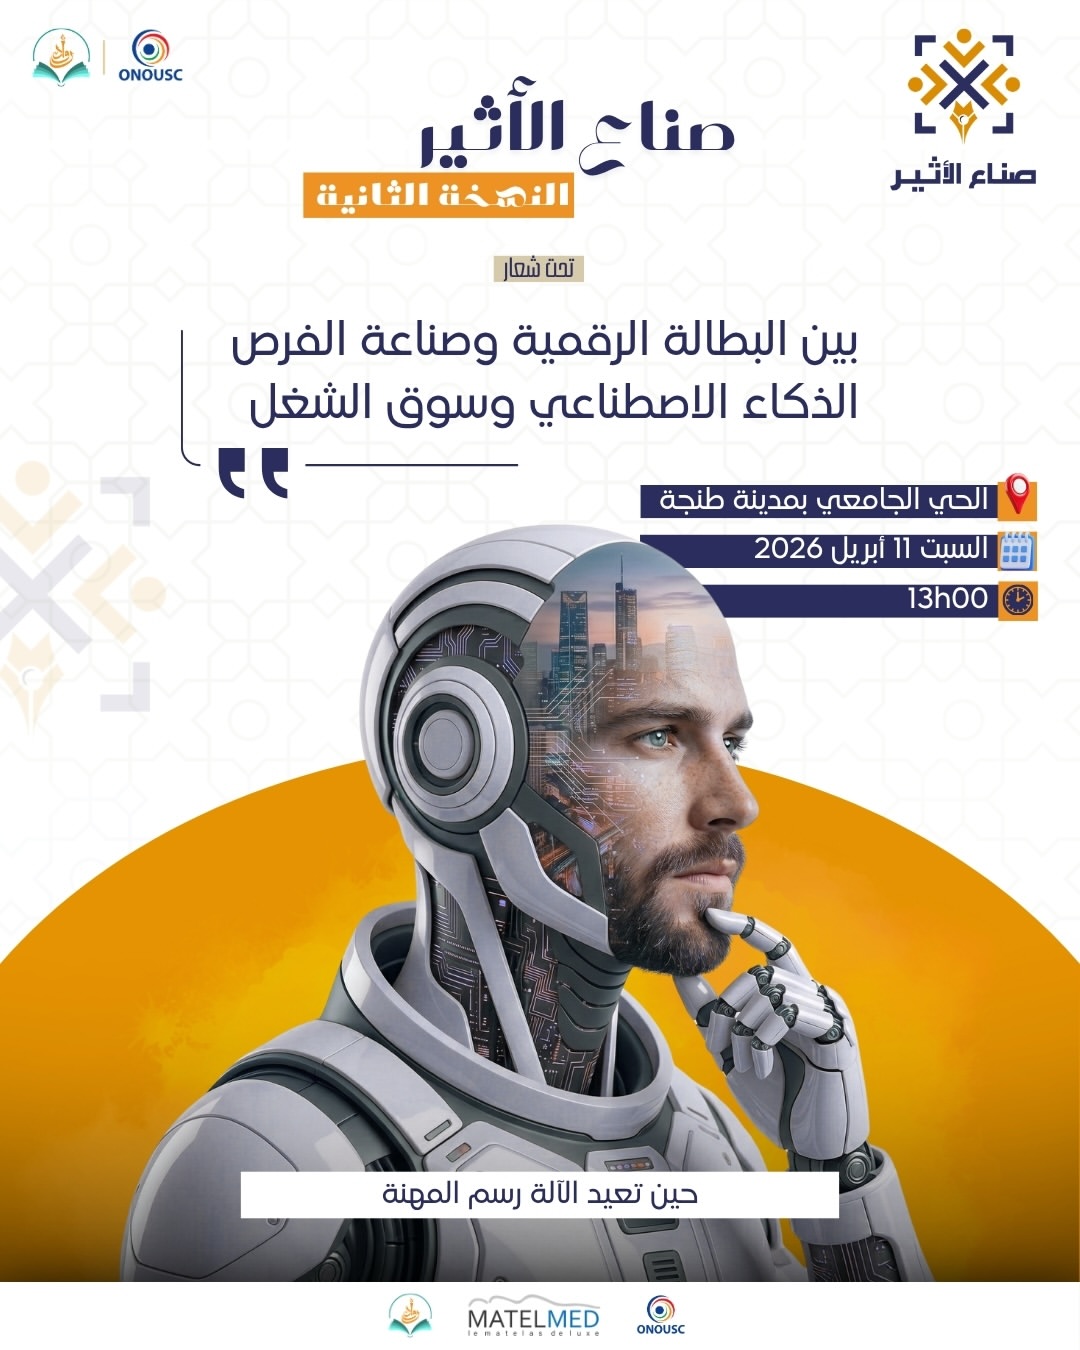 ONOUSC
صناع الأثير
صناع الأثير
النسخة الثانية
تحت شعار
بين البطالة الرقمية وصناعة الفرص
الذكاء الاصطناعي وسوق الشغل
الحي الجامعي بمدينة طنجة
السبت 11 أبريل 2026
13h00
حين تعيد الآلة رسم المهنة
MATELMED
le matelas de luxe
ONOUSC